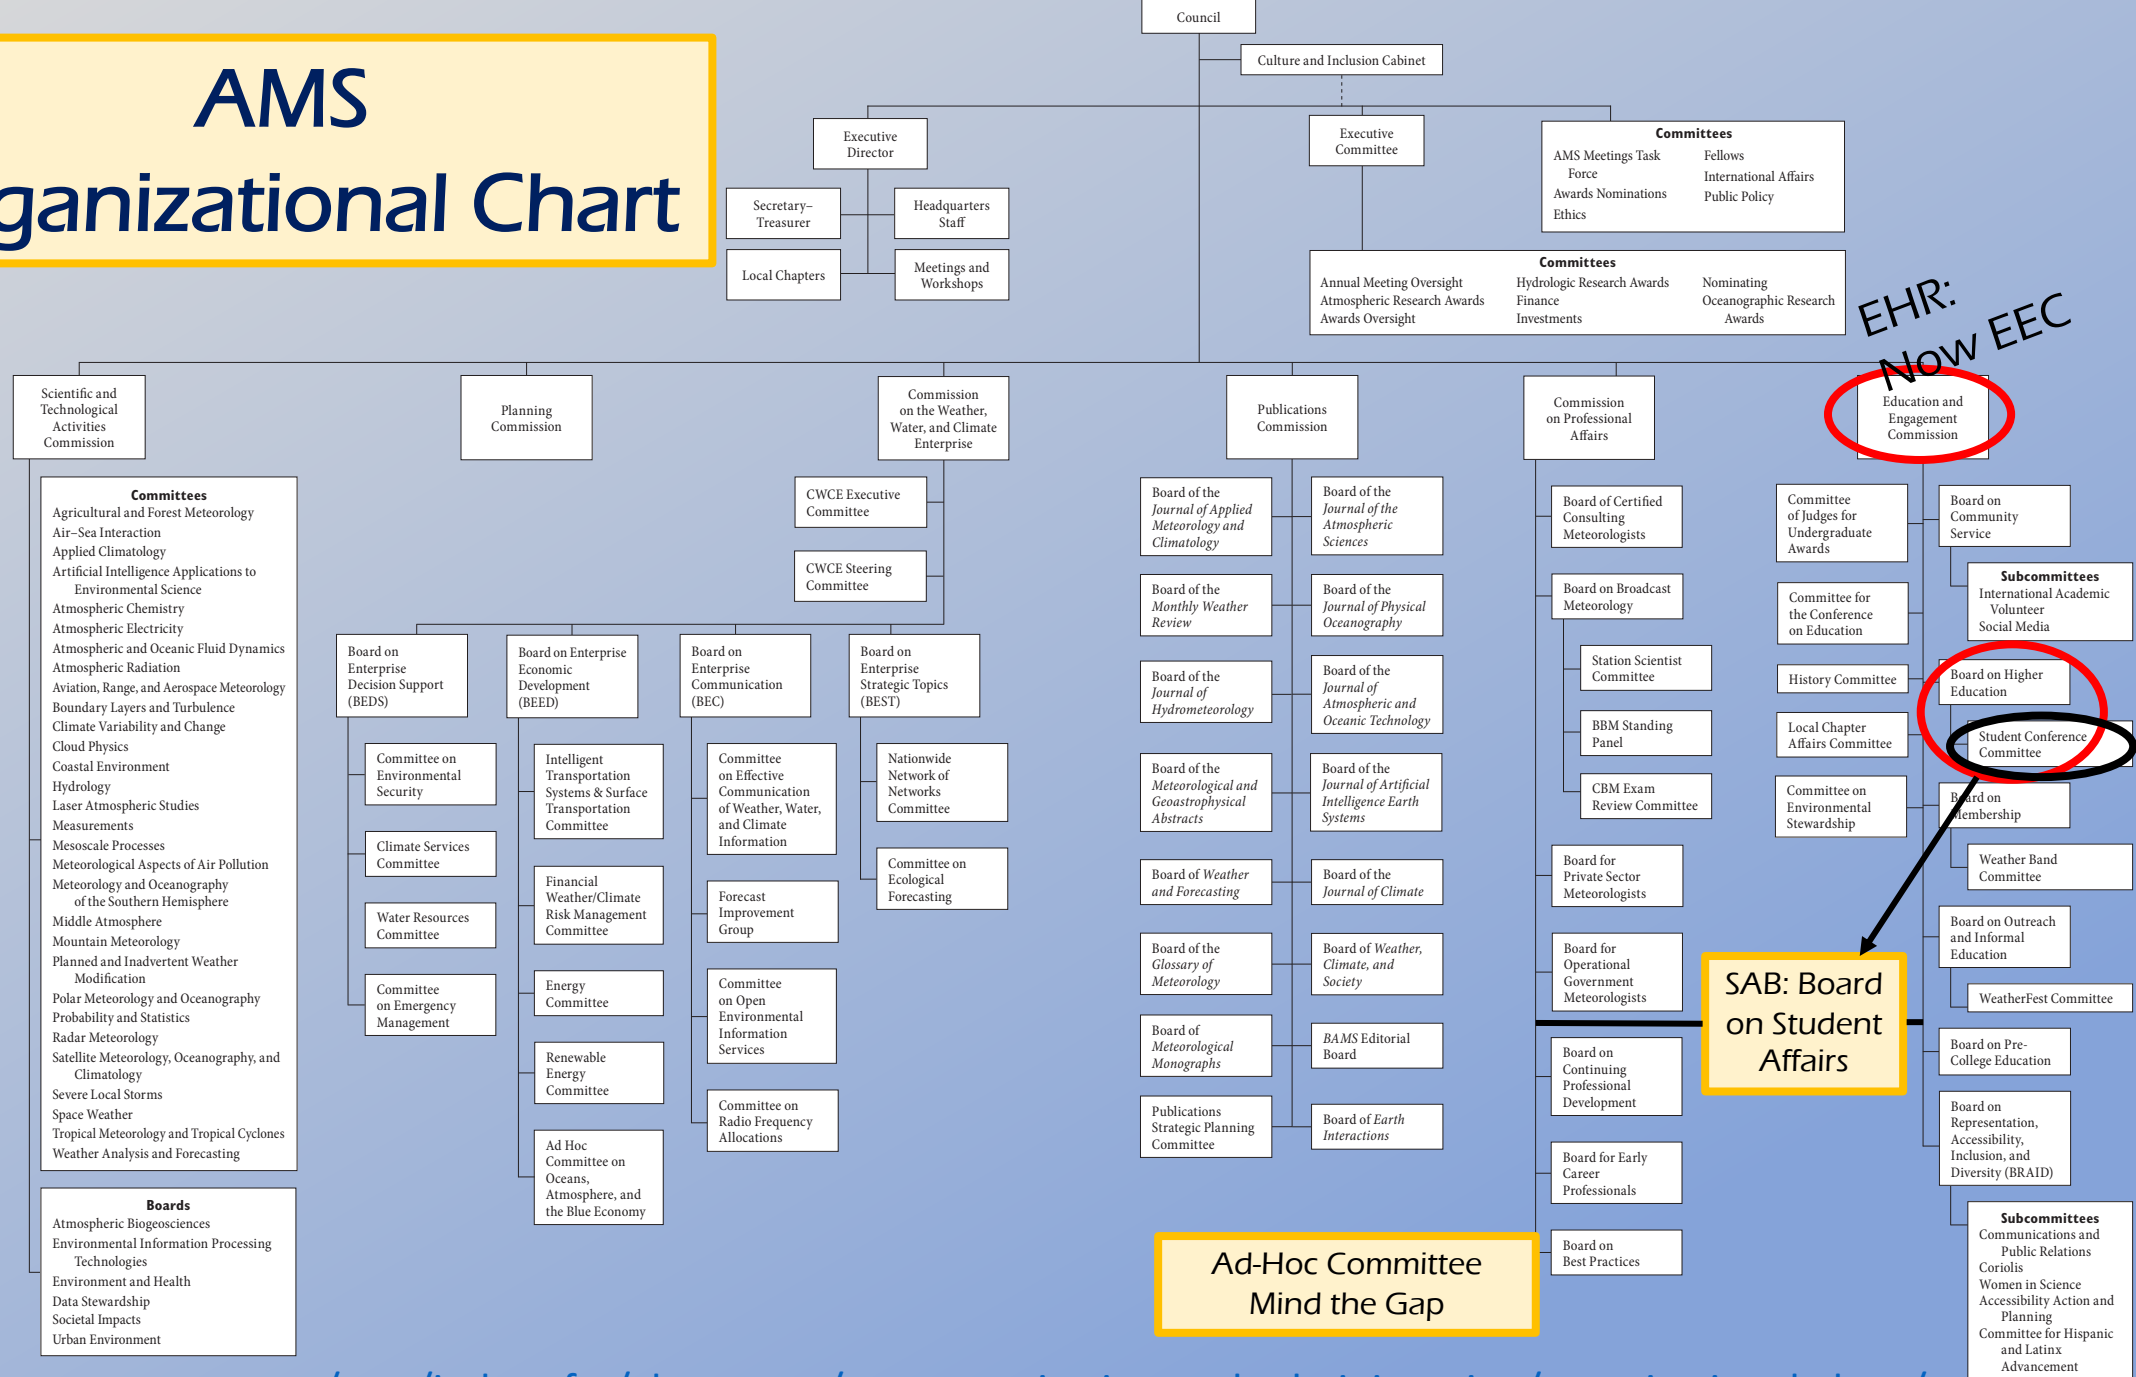 Council
Culture and Inclusion Cabinet
AMS
ganizational Chart
Executive
Director
Secretary–
Treasurer
Headquarters
Staff
Local Chapters
Meetings and
Workshops
Executive
Committee
Committees
AMS Meetings Task
Force
Awards Nominations
Ethics
Fellows
International Affairs
Public Policy
Committees
Annual Meeting Oversight
Atmospheric Research Awards
Awards Oversight
Hydrologic Research Awards
Finance
Investments
Nominating
Oceanographic Research
Awards
EHR:
Now EEC
Scientific and
Technological
Activities
Commission
Committees
Agricultural and Forest Meteorology
Air–Sea Interaction
Applied Climatology
Artificial Intelligence Applications to
Environmental Science
Atmospheric Chemistry
Atmospheric Electricity
Atmospheric and Oceanic Fluid Dynamics
Atmospheric Radiation
Aviation, Range, and Aerospace Meteorology
Boundary Layers and Turbulence
Climate Variability and Change
Cloud Physics
Coastal Environment
Hydrology
Laser Atmospheric Studies
Measurements
Mesoscale Processes
Meteorological Aspects of Air Pollution
Meteorology and Oceanography
of the Southern Hemisphere
Middle Atmosphere
Mountain Meteorology
Planned and Inadvertent Weather
Modification
Polar Meteorology and Oceanography
Probability and Statistics
Radar Meteorology
Satellite Meteorology, Oceanography, and
Climatology
Severe Local Storms
Space Weather
Tropical Meteorology and Tropical Cyclones
Weather Analysis and Forecasting
Boards
Atmospheric Biogeosciences
Environmental Information Processing
Technologies
Environment and Health
Data Stewardship
Societal Impacts
Urban Environment
Planning
Commission
Commission
on the Weather,
Water, and Climate
Enterprise
CWCE Executive
Committee
CWCE Steering
Committee
Board on
Enterprise
Decision Support
(BEDS)
Committee on
Environmental
Security
Climate Services
Committee
Water Resources
Committee
Committee
on Emergency
Management
Board on Enterprise
Economic
Development
(BEED)
Intelligent
Transportation
Systems & Surface
Transportation
Committee
Financial
Weather/Climate
Risk Management
Committee
Energy
Committee
Renewable
Energy
Committee
Ad Hoc
Committee on
Oceans,
Atmosphere, and
the Blue Economy
Board on
Enterprise
Communication
(BEC)
Committee
on Effective
Communication
of Weather, Water,
and Climate
Information
Forecast
Improvement
Group
Committee
on Open
Environmental
Information
Services
Committee on
Radio Frequency
Allocations
Board on
Enterprise
Strategic Topics
(BEST)
Nationwide
Network of
Networks
Committee
Committee on
Ecological
Forecasting
Publications
Commission
Board of the
Journal of Applied
Meteorology and
Climatology
Board of the
Journal of the
Atmospheric
Sciences
Board of the
Monthly Weather
Review
Board of the
Journal of Physical
Oceanography
Board of the
Journal of
Hydrometeorology
Board of the
Journal of
Atmospheric and
Oceanic Technology
Board of the
Meteorological and
Geoastrophysical
Abstracts
Board of the
Journal of Artificial
Intelligence Earth
Systems
Board of Weather
and Forecasting
Board of the
Journal of Climate
Board of the
Glossary of
Meteorology
Board of Weather,
Climate, and
Society
Board of
Meteorological
Monographs
BAMS Editorial
Board
Publications
Strategic Planning
Committee
Board of Earth
Interactions
Commission
on Professional
Affairs
Board of Certified
Consulting
Meteorologists
Board on Broadcast
Meteorology
Station Scientist
Committee
BBM Standing
Panel
CBM Exam
Review Committee
Board for
Private Sector
Meteorologists
Board for
Operational
Government
Meteorologists
Board on
Continuing
Professional
Development
Board for Early
Career
Professionals
Board on
Best Practices
Ad-Hoc Committee
Mind the Gap
SAB: Board
on Student
Affairs
Education and
Engagement
Commission
Committee
of Judges for
Undergraduate
Awards
Committee for
the Conference
on Education
History Committee
Local Chapter
Affairs Committee
Committee on
Environmental
Stewardship
Board on
Community
Service
Subcommittees
International Academic
Volunteer
Social Media
Board on Higher
Education
Student Conference
Committee
Board on
Membership
Weather Band
Committee
Board on Outreach
and Informal
Education
WeatherFest Committee
Board on Pre-
College Education
Board on
Representation,
Accessibility,
Inclusion, and
Diversity (BRAID)
Subcommittees
Communications and
Public Relations
Coriolis
Women in Science
Accessibility Action and
Planning
Committee for Hispanic
and Latinx
Advancement